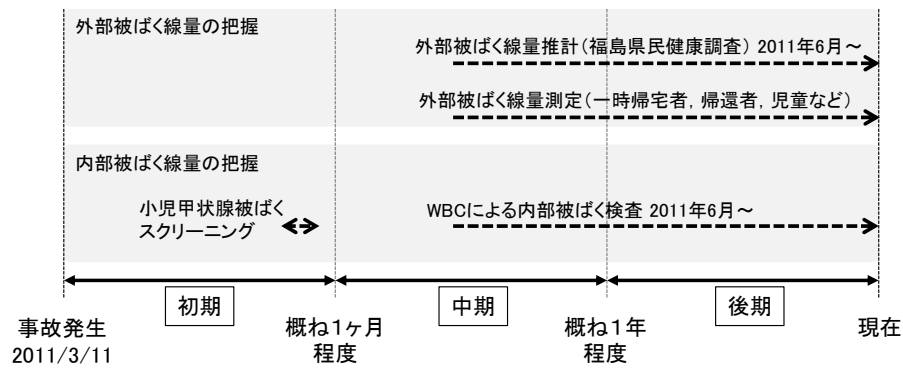 外部被ばく線量の把握
外部被ばく線量推計(福島県民健康調査) 2011年6月~
外部被ばく線量測定(一時帰宅者,帰還者,児童など)
内部被ばく線量の把握
小児甲状腺被ばく
スクリーニング
WBCによる内部被ばく検査 2011年6月~
初期
中期
後期
事故発生
2011/3/11
概ね1ヶ月
程度
概ね1年
程度
現在